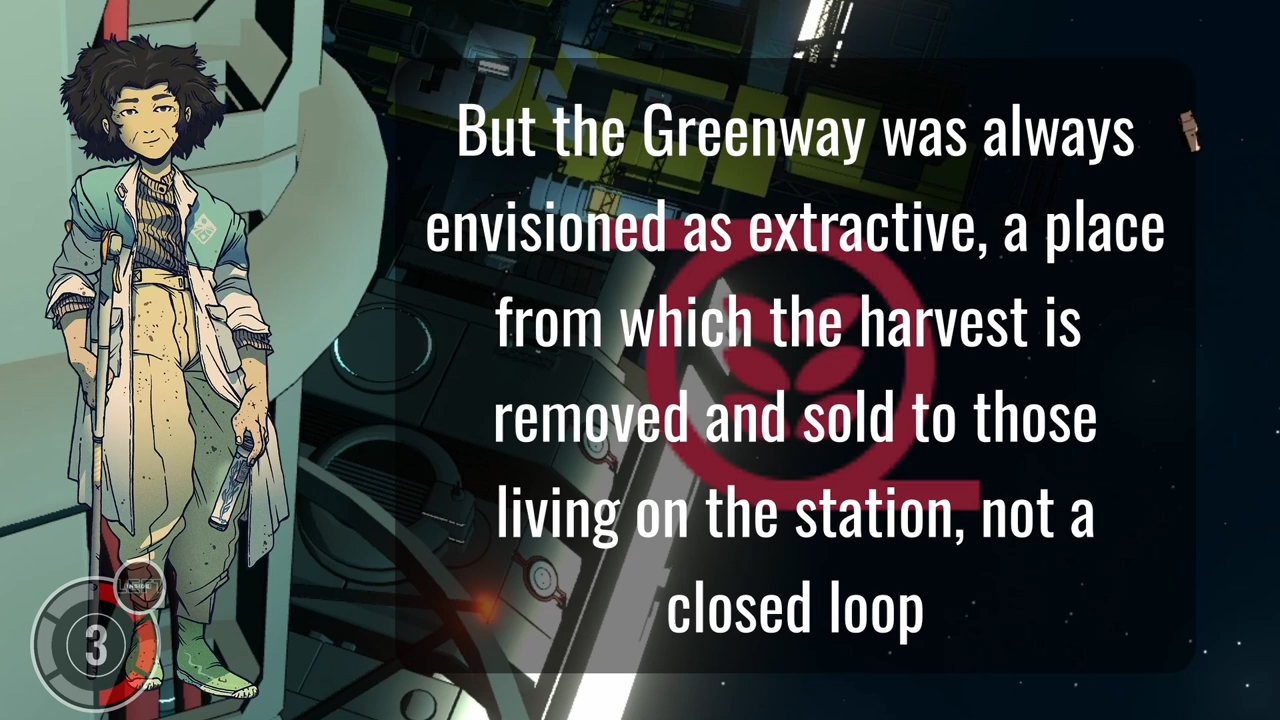 But the Greenway was always
envisioned as extractive, a place
from which the harvest is
removed and sold to those
living on the station, not a
closed loop
3